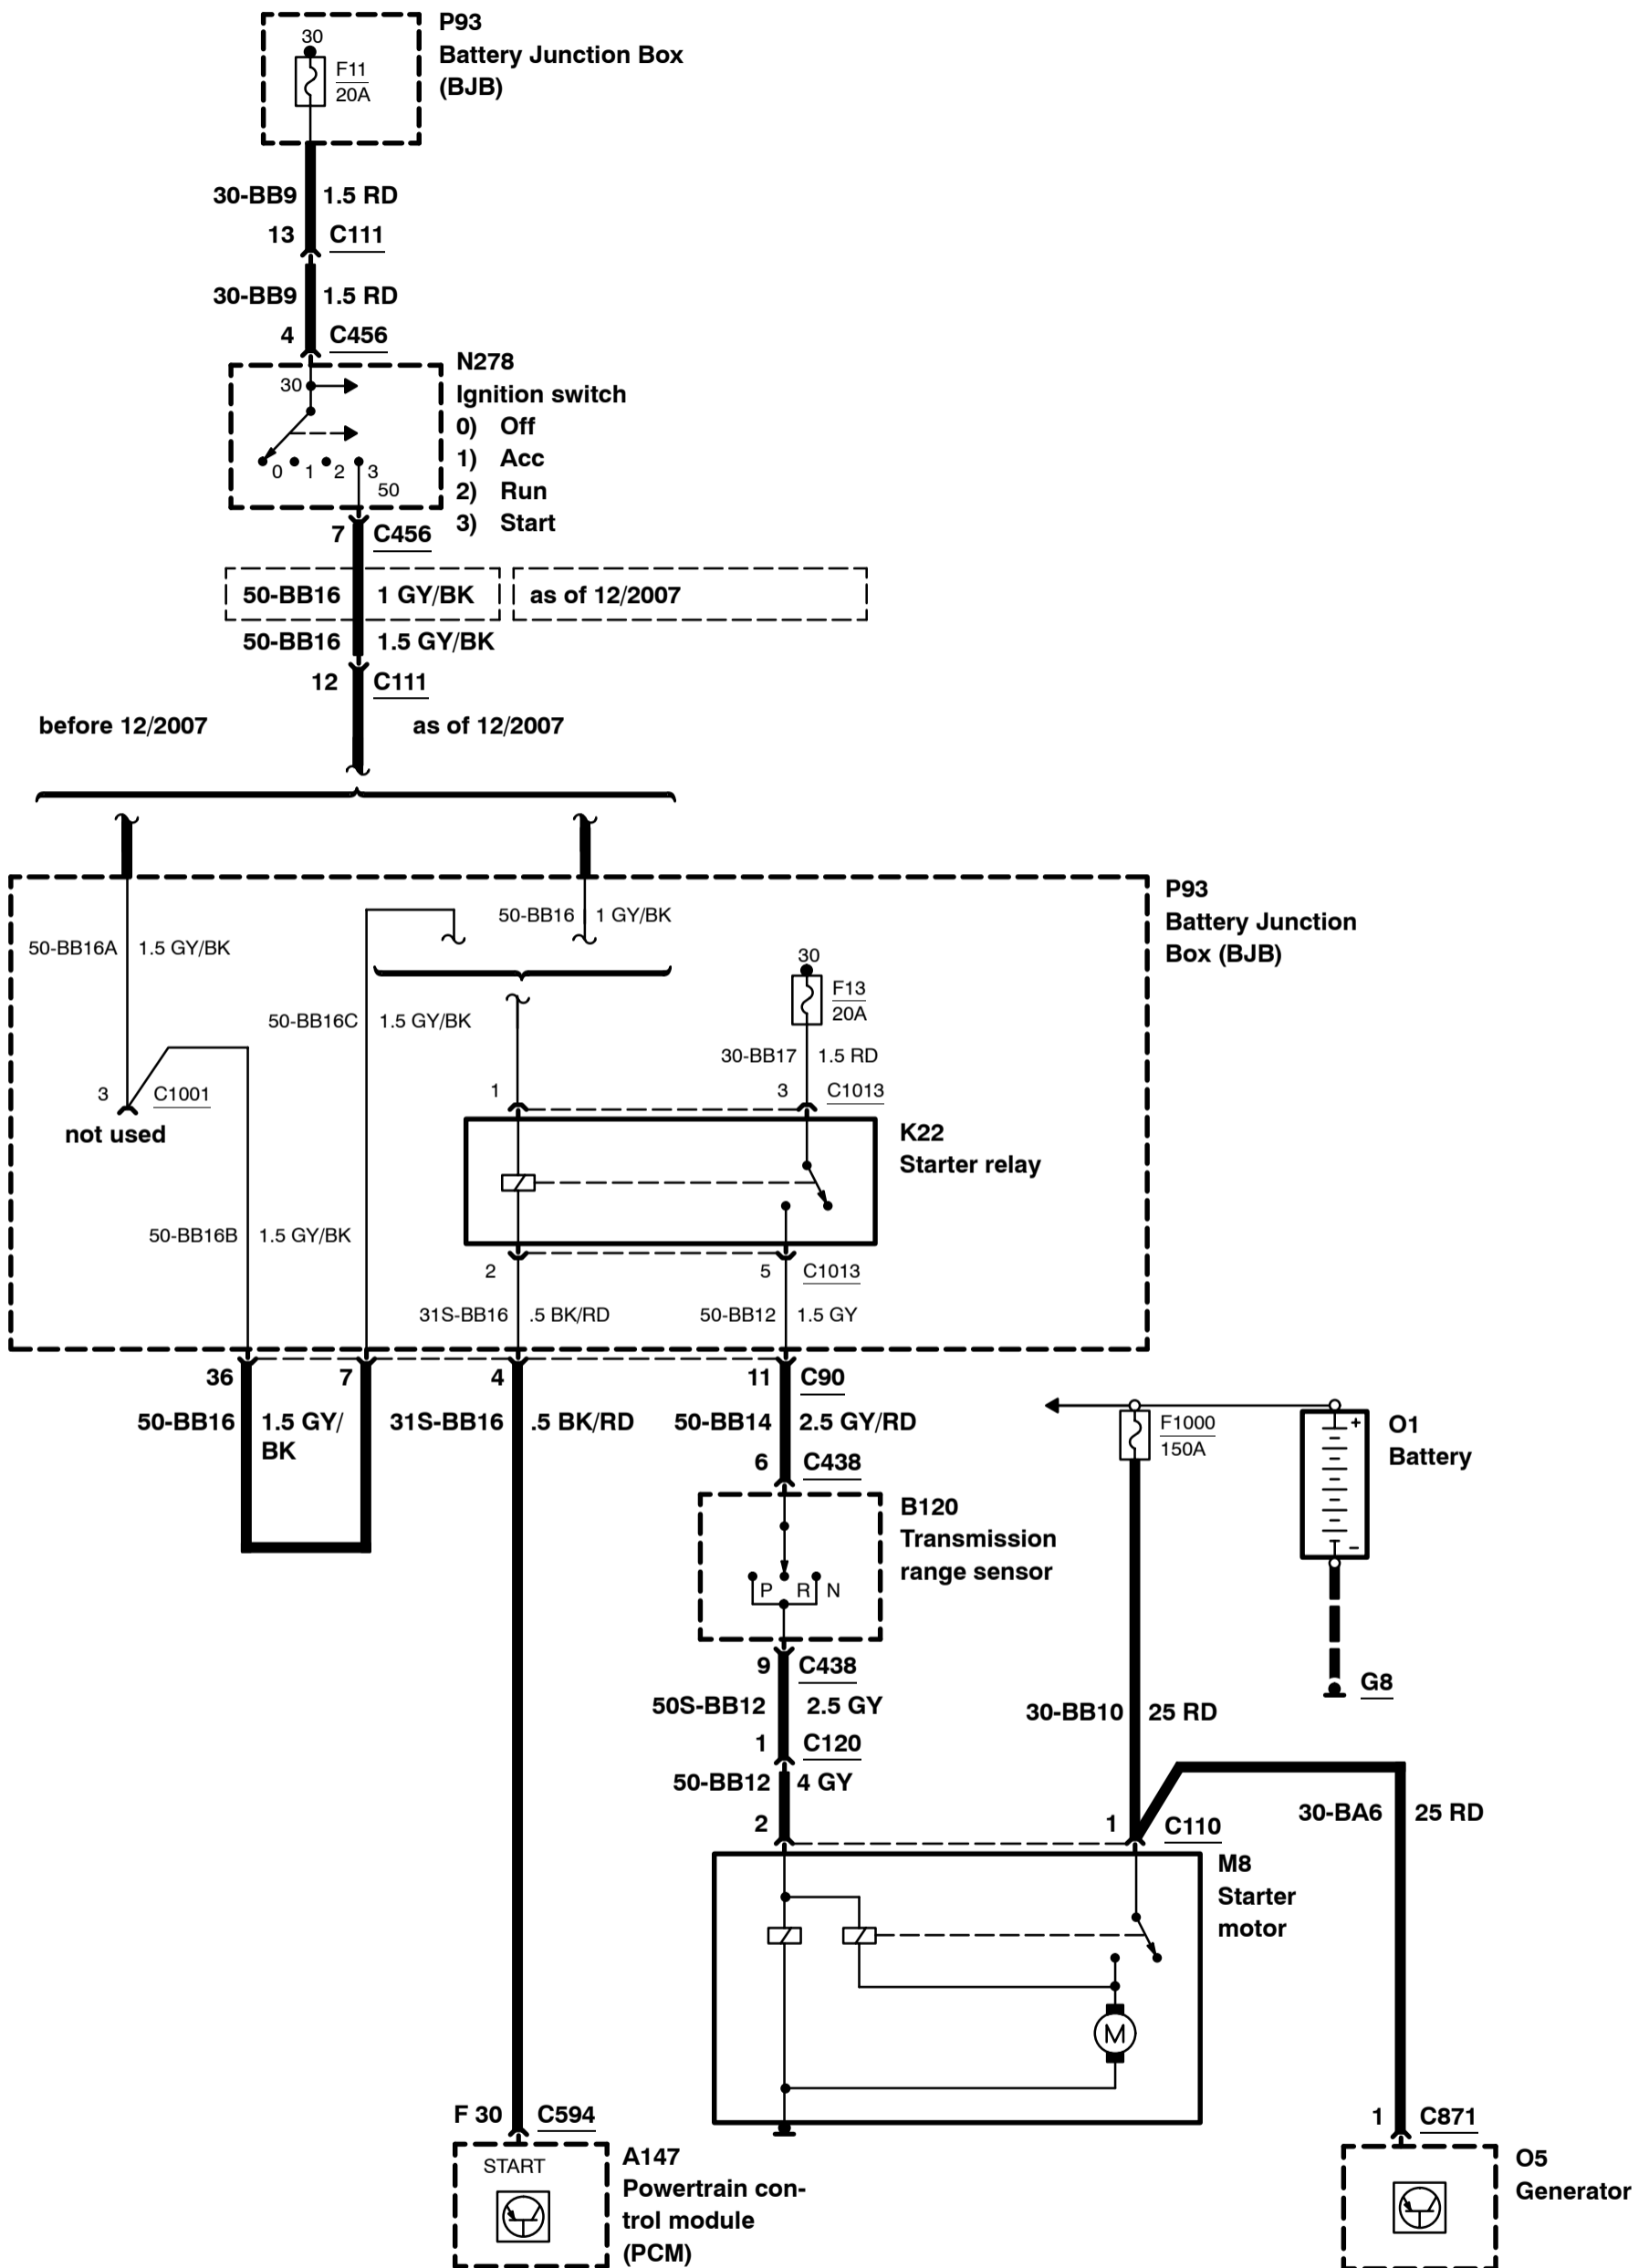 P93
Battery Junction Box
(BJB)
30
F11
20A
30-BB9 1.5 RD
13 C111
30-BB9 1.5 RD
4 C456
N278
Ignition switch
0) Off
1) Acc
2) Run
3) Start
30
0 1 2 3
50
7 C456
50-BB16 1 GY/BK as of 12/2007
50-BB16 1.5 GY/BK
12 C111
before 12/2007 as of 12/2007
P93
Battery Junction
Box (BJB)
50-BB16 1 GY/BK
50-BB16A 1.5 GY/BK
30
F13
20A
50-BB16C 1.5 GY/BK
30-BB17 1.5 RD
3 C1001
not used
1 3 C1013
K22
Starter relay
50-BB16B 1.5 GY/BK
2 5 C1013
31S-BB16 .5 BK/RD 50-BB12 1.5 GY
36 7 4 11 C90
50-BB16 1.5 GY/
BK
31S-BB16 .5 BK/RD
50-BB14 2.5 GY/RD
F1000
150A
+
−
O1
Battery
6 C438
B120
Transmission
range sensor
P R N
9 C438
G8
50S-BB12 2.5 GY
30-BB10 25 RD
1 C120
50-BB12 4 GY
2 1 C110
30-BA6 25 RD
M8
Starter
motor
M
F 30 C594
START
A147
Powertrain con-
trol module
(PCM)
1 C871
O5
Generator